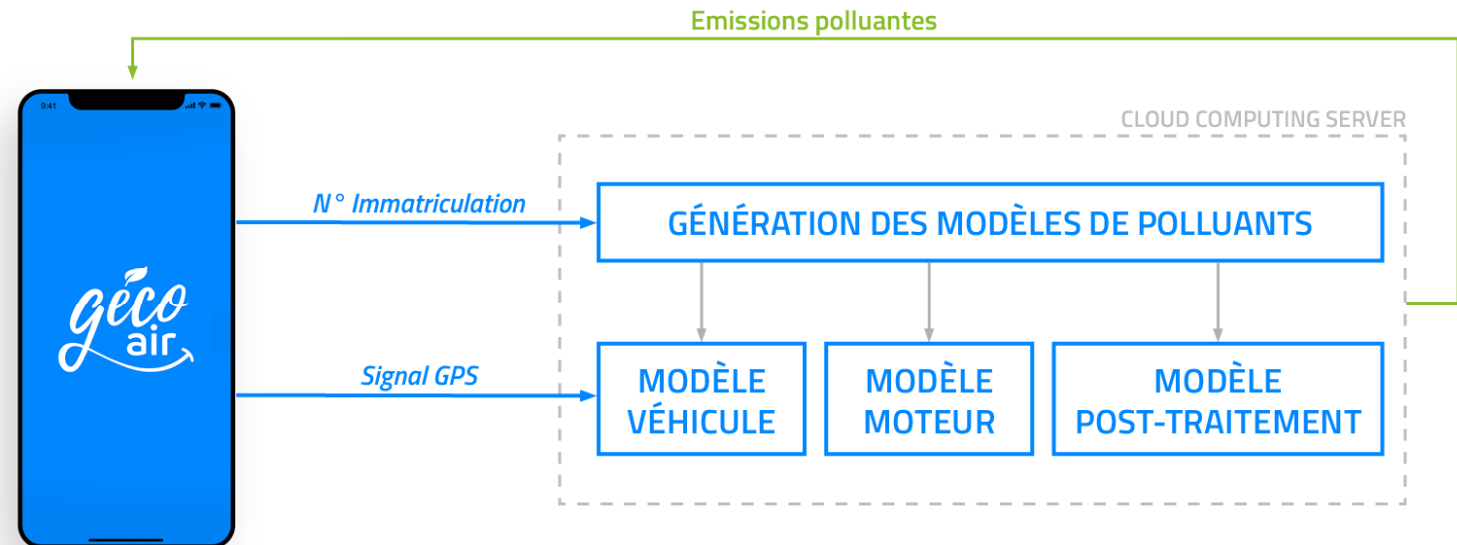 Emissions polluantes
9:41
CLOUD COMPUTING SERVER
N° Immatriculation
GÉNÉRATION DES MODÈLES DE POLLUANTS
géco
air
Signal GPS
MODÈLE
VÉHICULE
MODÈLE
MOTEUR
MODÈLE
POST-TRAITEMENT